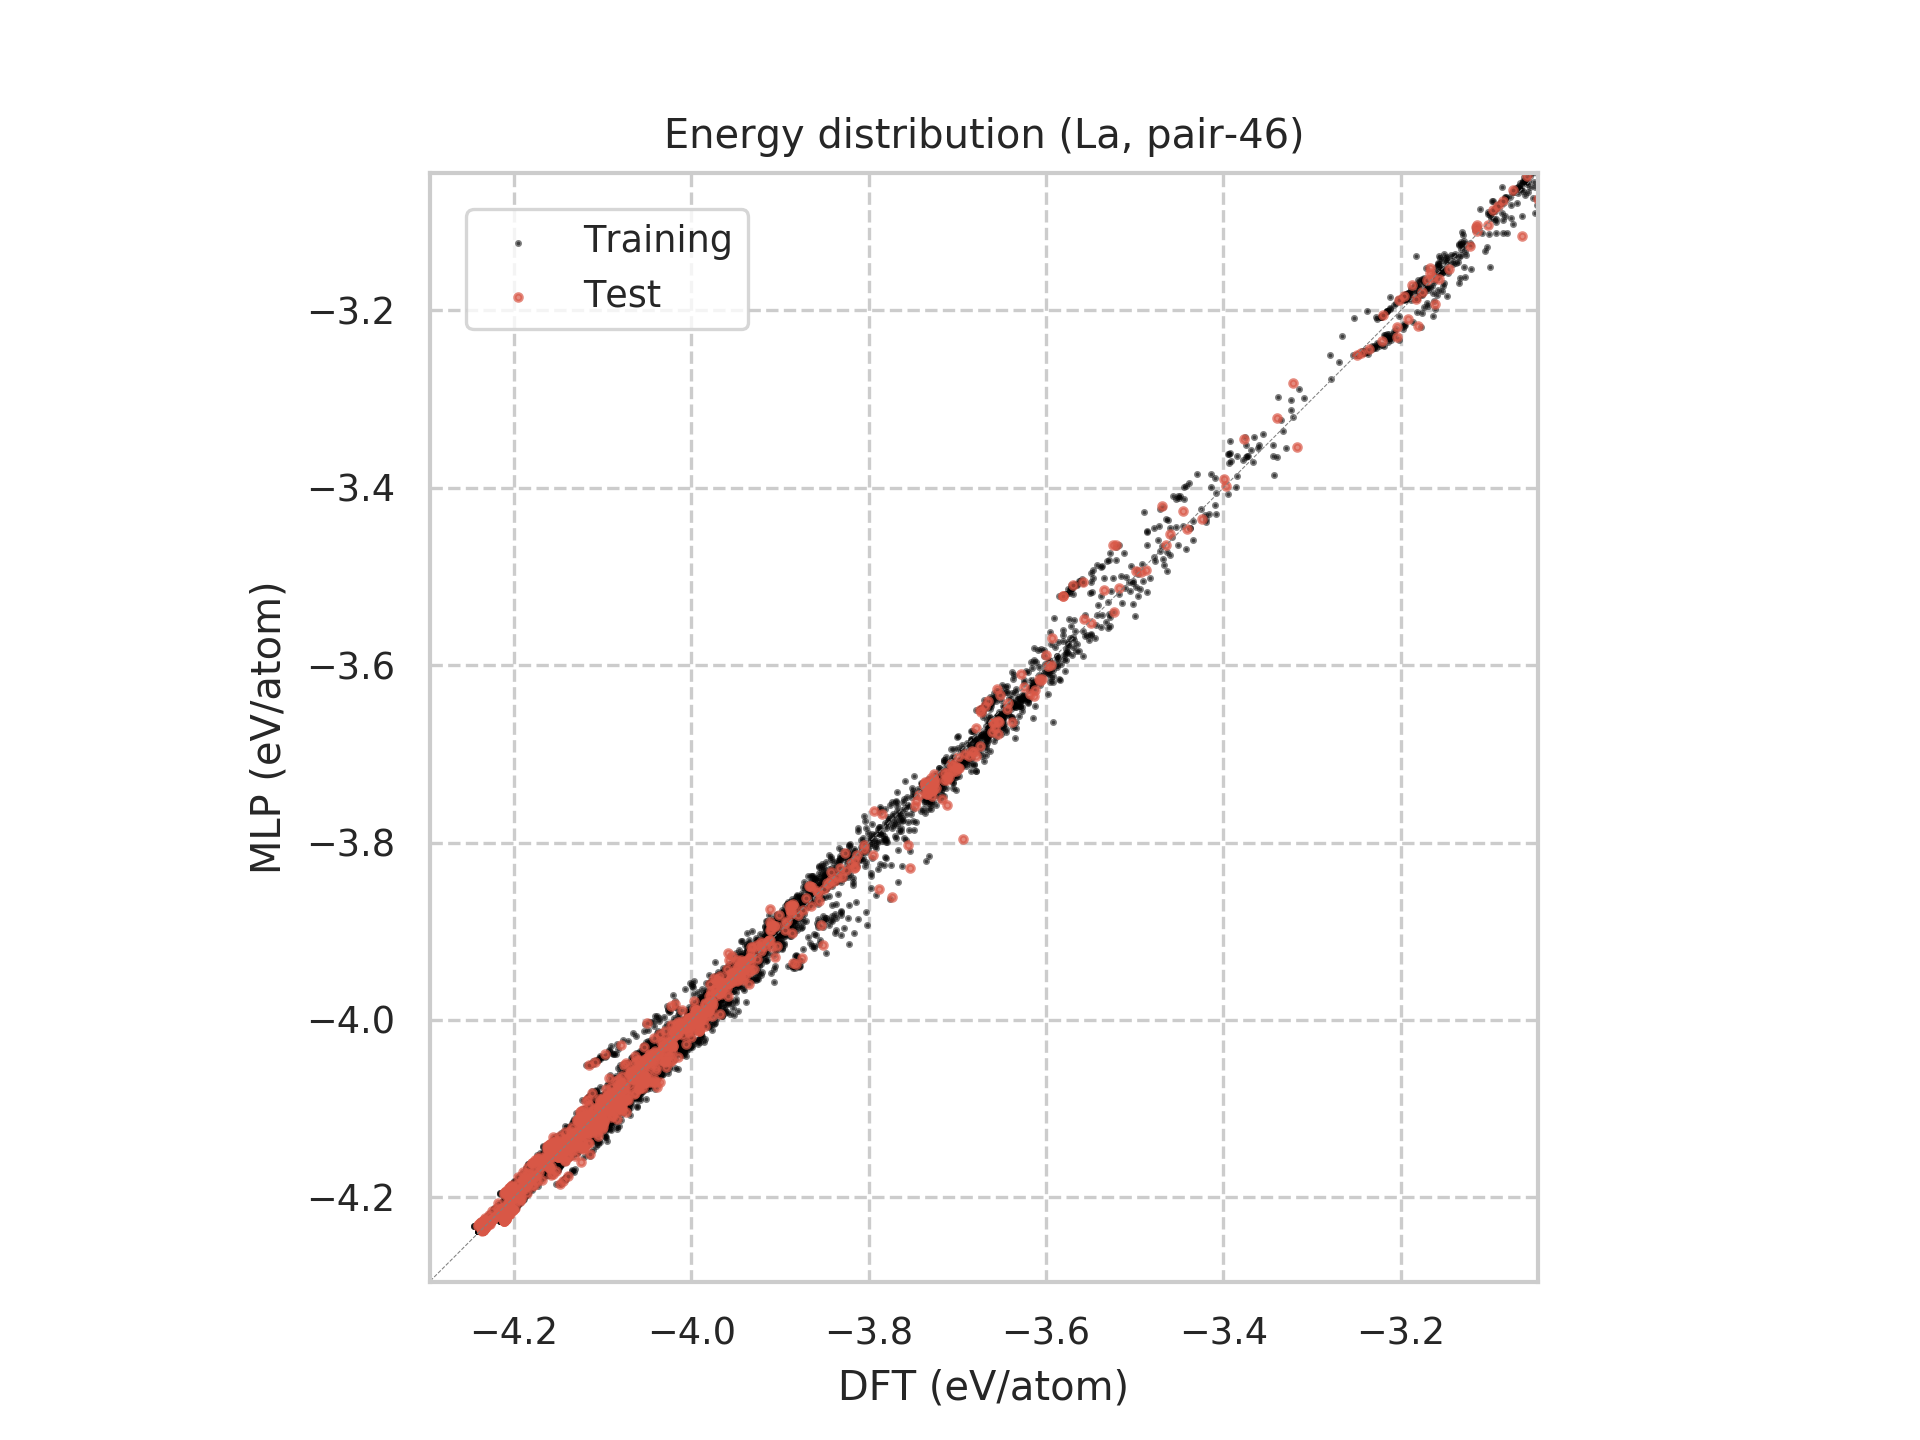 Energy distribution (La, pair-46)
Training
Test
−3.2
−3.4
−3.6
−3.8
−4.0
−4.2
MLP (eV/atom)
−4.2 −4.0 −3.8 −3.6 −3.4 −3.2
DFT (eV/atom)